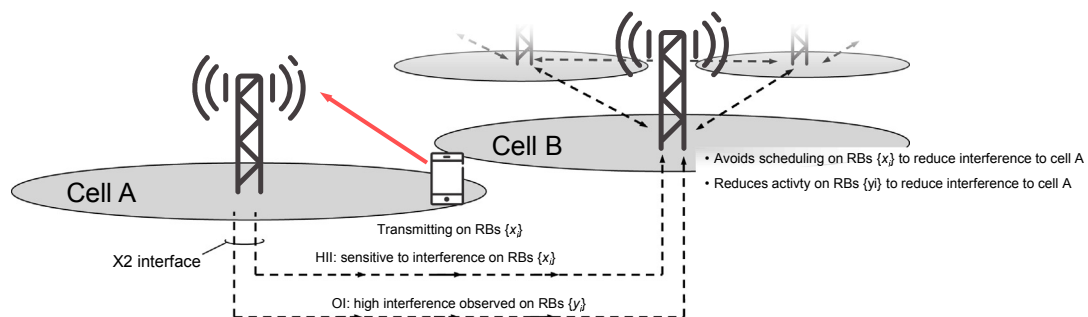 Cell B
• Avoids scheduling on RBs {xᵢ} to reduce interference to cell A
• Reduces activty on RBs {yi} to reduce interference to cell A
Cell A
Transmitting on RBs {xᵢ}
X2 interface
HII: sensitive to interference on RBs {xᵢ}
OI: high interference observed on RBs {yᵢ}